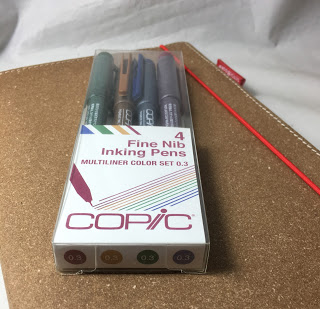 4
Fine Nib
Inking Pens
MULTILINER COLOR SET 0.3
COPIC
0.3 0.3 0.3 0.3